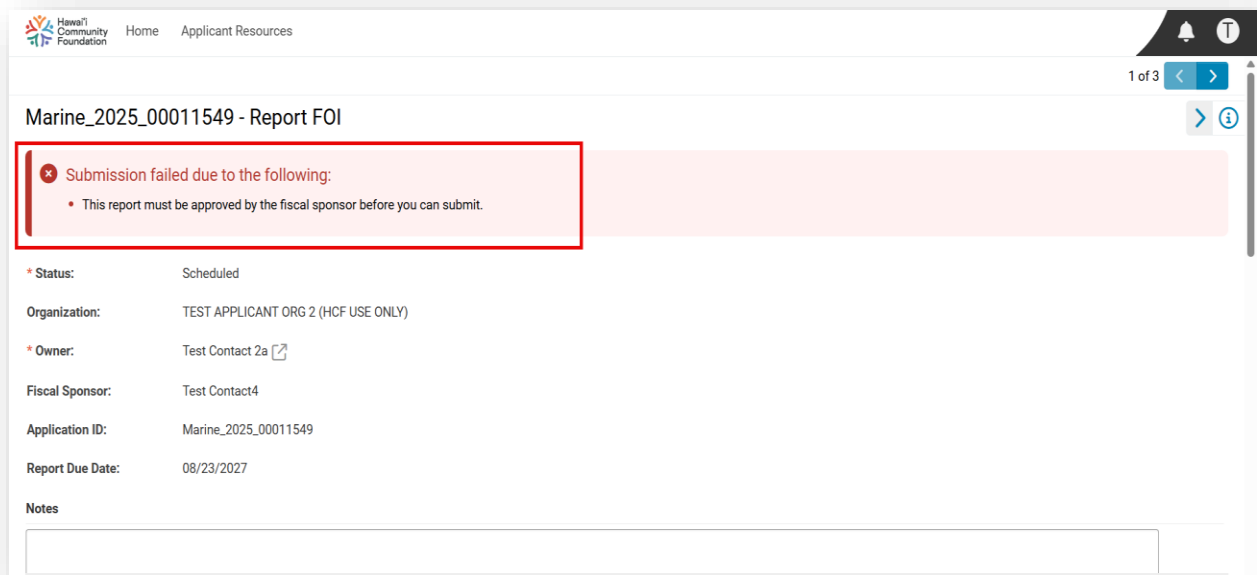 Hawai'i
Community
Foundation
Home Applicant Resources
T
1 of 3
Marine_2025_00011549 - Report FOI
Submission failed due to the following:
• This report must be approved by the fiscal sponsor before you can submit.
* Status: Scheduled
Organization: TEST APPLICANT ORG 2 (HCF USE ONLY)
* Owner: Test Contact 2a
Fiscal Sponsor: Test Contact4
Application ID: Marine_2025_00011549
Report Due Date: 08/23/2027
Notes